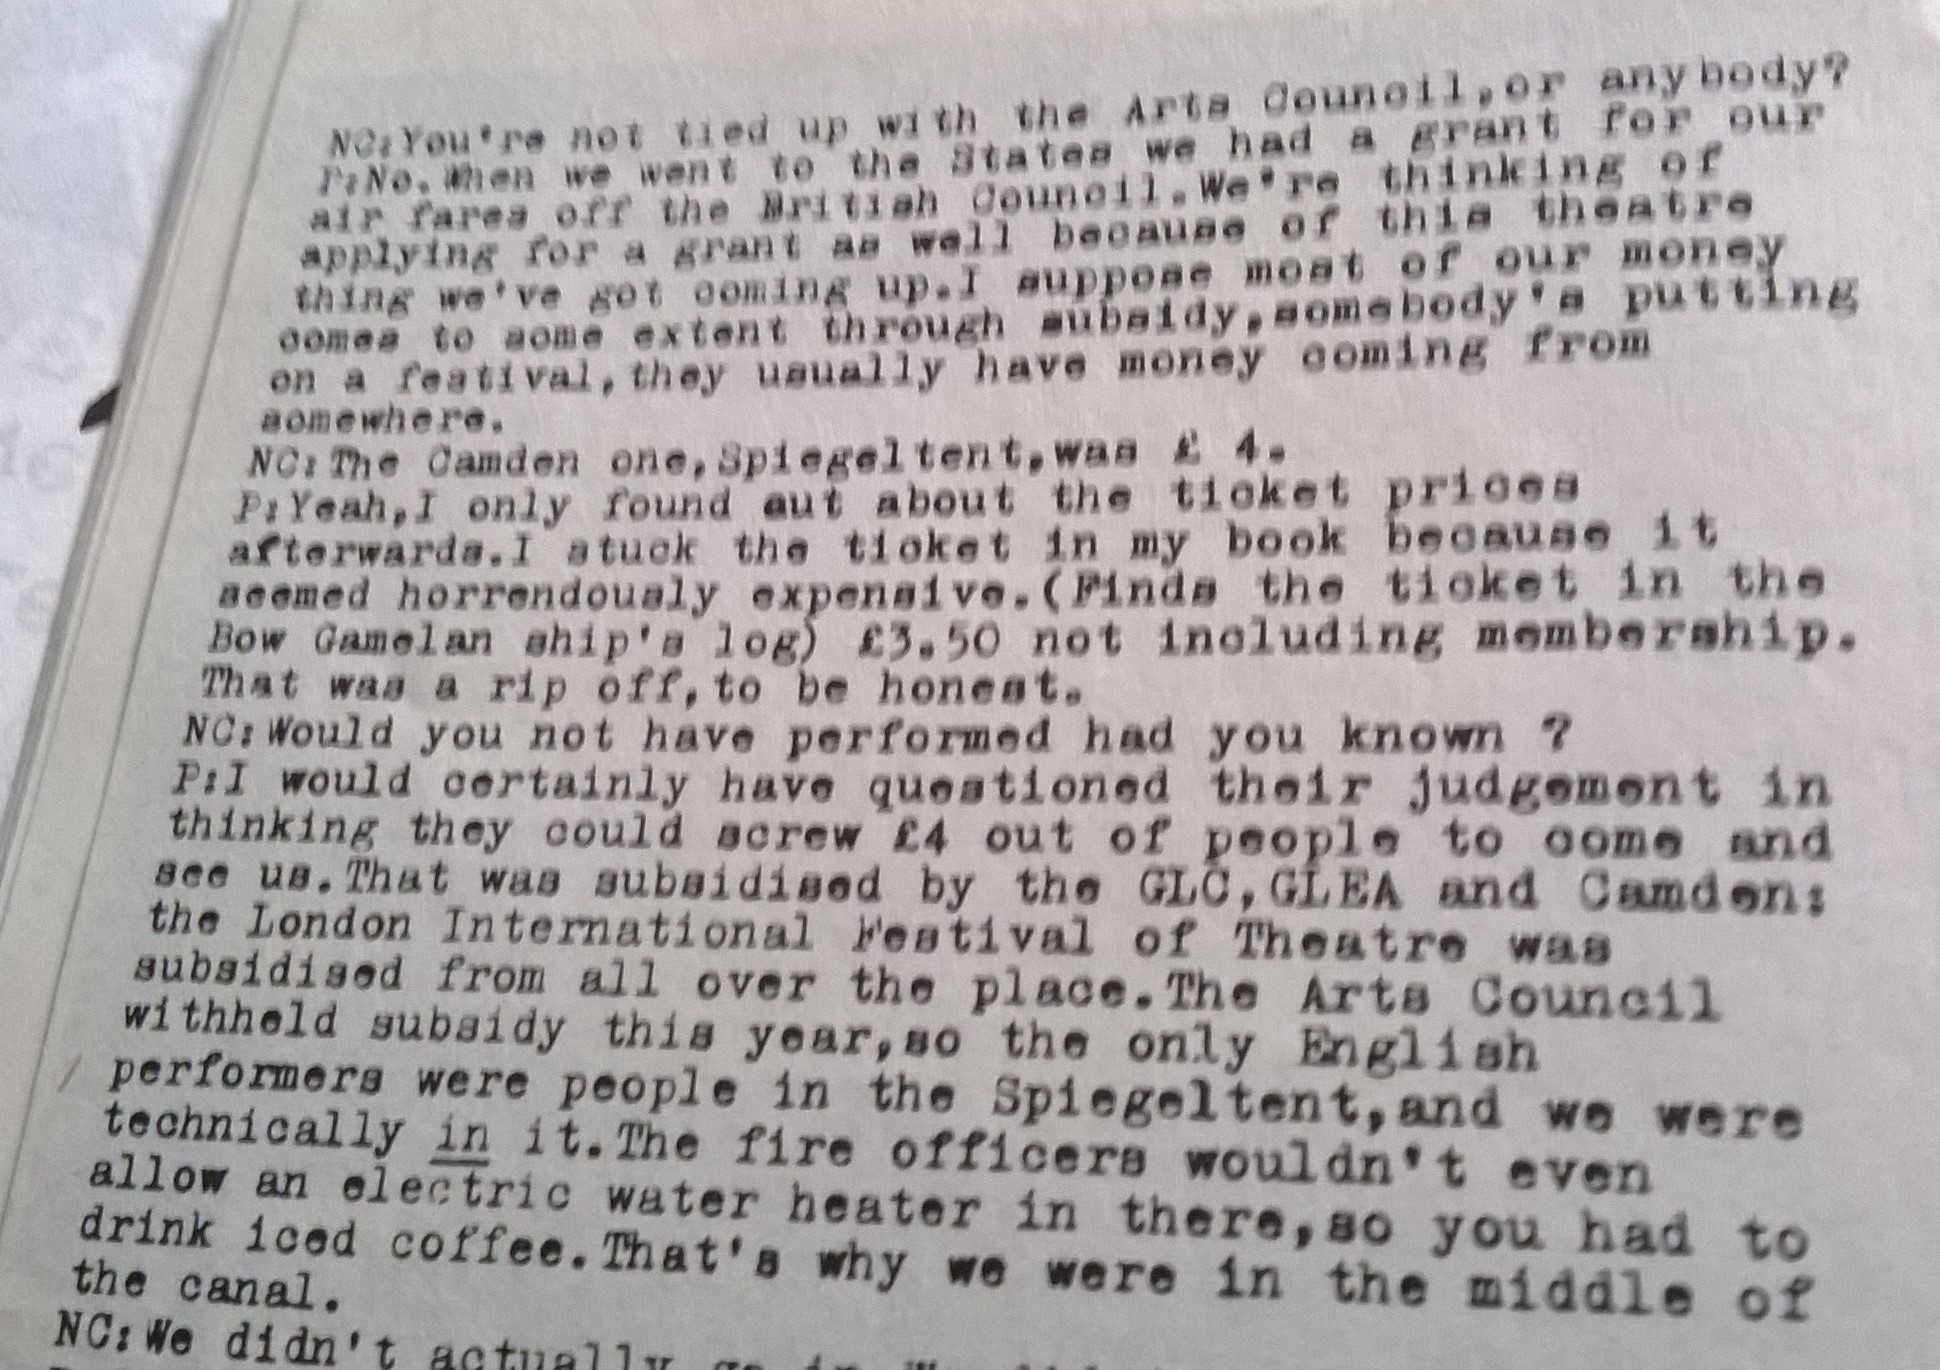 NC:You're not tied up with the Arts Council,or anybody?
P:No.When we went to the States we had a grant for our
air fares off the British Council.We're thinking of
applying for a grant as well because of this theatre
thing we've got coming up.I suppose most of our money
comes to some extent through subsidy,somebody's putting
on a festival,they usually have money coming from
somewhere.
NC:The Camden one,Spiegeltent,was £ 4.
P:Yeah,I only found out about the ticket prices
afterwards.I stuck the ticket in my book because it
seemed horrendously expensive.(Finds the ticket in the
Bow Gamelan ship's log) £3.50 not including membership.
That was a rip off,to be honest.
NC:Would you not have performed had you known ?
P:I would certainly have questioned their judgement in
thinking they could screw £4 out of people to come and
see us.That was subsidised by the GLC,GLEA and Camden:
the London International Festival of Theatre was
subsidised from all over the place.The Arts Council
withheld subsidy this year,so the only English
performers were people in the Spiegeltent,and we were
technically in it.The fire officers wouldn't even
allow an electric water heater in there,so you had to
drink iced coffee.That's why we were in the middle of
the canal.
NC:We didn't actually